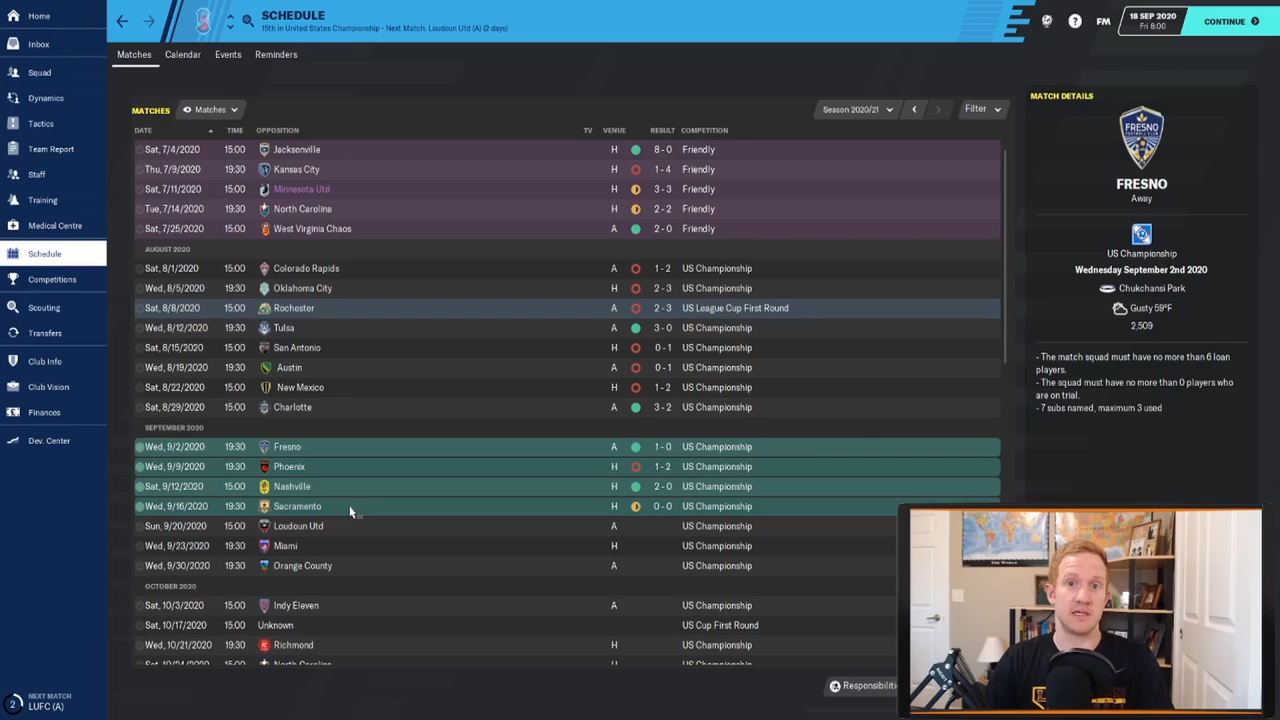 Home
Inbox
Squad
Dynamics
Tactics
Team Report
Staff
Training
Medical Centre
Schedule
Competitions
Scouting
Transfers
Club Info
Club Vision
Finances
Dev. Center
2 NEXT MATCH
LUFC (A)
SCHEDULE
15th in United States Championship - Next Match: Loudoun Utd (A) (2 days)
? FM 18 SEP 2020
Fri 8:00
CONTINUE
Matches Calendar Events Reminders
MATCHES Matches Season 2020/21 Filter
DATE TIME OPPOSITION TV VENUE RESULT COMPETITION
Sat, 7/4/2020 15:00 Jacksonville H 8 - 0 Friendly
Thu, 7/9/2020 19:30 Kansas City H 1 - 4 Friendly
Sat, 7/11/2020 15:00 Minnesota Utd H 3 - 3 Friendly
Tue, 7/14/2020 19:30 North Carolina H 2 - 2 Friendly
Sat, 7/25/2020 15:00 West Virginia Chaos A 2 - 0 Friendly
AUGUST 2020
Sat, 8/1/2020 15:00 Colorado Rapids A 1 - 2 US Championship
Wed, 8/5/2020 19:30 Oklahoma City H 2 - 3 US Championship
Sat, 8/8/2020 15:00 Rochester A 2 - 3 US League Cup First Round
Wed, 8/12/2020 19:30 Tulsa A 3 - 0 US Championship
Sat, 8/15/2020 15:00 San Antonio H 0 - 1 US Championship
Wed, 8/19/2020 19:30 Austin A 0 - 1 US Championship
Sat, 8/22/2020 15:00 New Mexico H 1 - 2 US Championship
Sat, 8/29/2020 15:00 Charlotte A 3 - 2 US Championship
SEPTEMBER 2020
Wed, 9/2/2020 19:30 Fresno A 1 - 0 US Championship
Wed, 9/9/2020 19:30 Phoenix H 1 - 2 US Championship
Sat, 9/12/2020 15:00 Nashville H 2 - 0 US Championship
Wed, 9/16/2020 19:30 Sacramento H 0 - 0 US Championship
Sun, 9/20/2020 15:00 Loudoun Utd A US Championship
Wed, 9/23/2020 19:30 Miami H US Championship
Wed, 9/30/2020 19:30 Orange County A US Championship
OCTOBER 2020
Sat, 10/3/2020 15:00 Indy Eleven A US Championship
Sat, 10/17/2020 15:00 Unknown US Cup First Round
Wed, 10/21/2020 19:30 Richmond H US Championship
Sat, 10/24/2020 15:00 North Carolina H US Championship
Responsibiliti
MATCH DETAILS
FRESNO
FRESNO
Away
US Championship
Wednesday September 2nd 2020
Chukchansi Park
Gusty 59°F
2,509
- The match squad must have no more than 6 loan
players.
- The squad must have no more than 0 players who
are on trial.
- 7 subs named, maximum 3 used